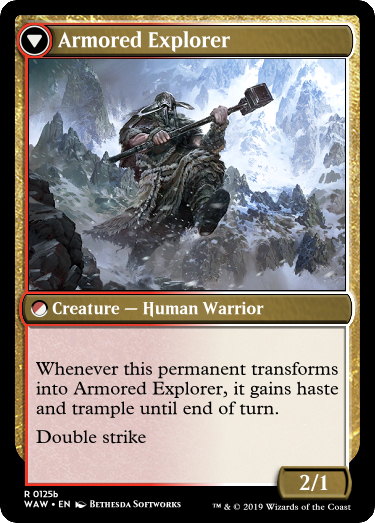 Armored Explorer
Creature — Human Warrior
Whenever this permanent transforms
into Armored Explorer, it gains haste
and trample until end of turn.
Double strike
2/1
R 0125b
WAW • EN BETHESDA SOFTWORKS
™ & © 2019 Wizards of the Coast